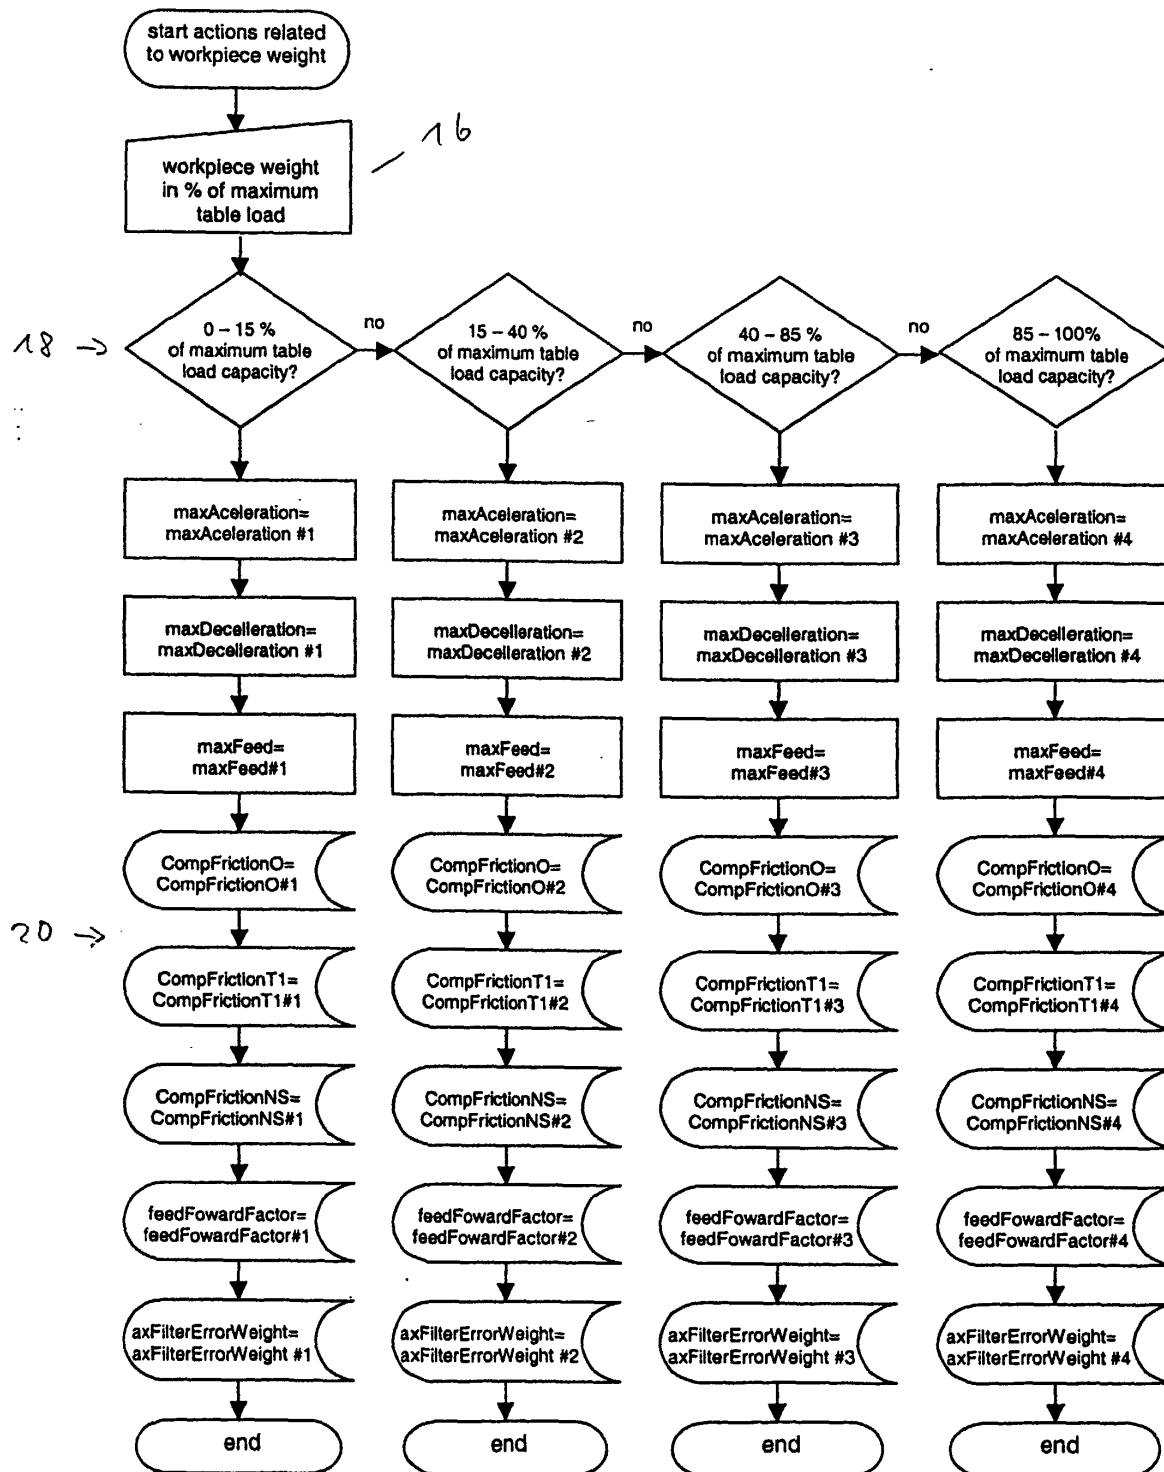 start actions related
to workpiece weight
16
workpiece weight
in % of maximum
table load
18 →
0 – 15 %
of maximum table
load capacity?
no
15 – 40 %
of maximum table
load capacity?
no
40 – 85 %
of maximum table
load capacity?
no
85 – 100%
of maximum table
load capacity?
maxAceleration=
maxAceleration #1
maxAceleration=
maxAceleration #2
maxAceleration=
maxAceleration #3
maxAceleration=
maxAceleration #4
maxDecelleration=
maxDecelleration #1
maxDecelleration=
maxDecelleration #2
maxDecelleration=
maxDecelleration #3
maxDecelleration=
maxDecelleration #4
maxFeed=
maxFeed#1
maxFeed=
maxFeed#2
maxFeed=
maxFeed#3
maxFeed=
maxFeed#4
CompFrictionO=
CompFrictionO#1
CompFrictionO=
CompFrictionO#2
CompFrictionO=
CompFrictionO#3
CompFrictionO=
CompFrictionO#4
20 →
CompFrictionT1=
CompFrictionT1#1
CompFrictionT1=
CompFrictionT1#2
CompFrictionT1=
CompFrictionT1#3
CompFrictionT1=
CompFrictionT1#4
CompFrictionNS=
CompFrictionNS#1
CompFrictionNS=
CompFrictionNS#2
CompFrictionNS=
CompFrictionNS#3
CompFrictionNS=
CompFrictionNS#4
feedFowardFactor=
feedFowardFactor#1
feedFowardFactor=
feedFowardFactor#2
feedFowardFactor=
feedFowardFactor#3
feedFowardFactor=
feedFowardFactor#4
axFilterErrorWeight=
axFilterErrorWeight #1
axFilterErrorWeight=
axFilterErrorWeight #2
axFilterErrorWeight=
axFilterErrorWeight #3
axFilterErrorWeight=
axFilterErrorWeight #4
end
end
end
end